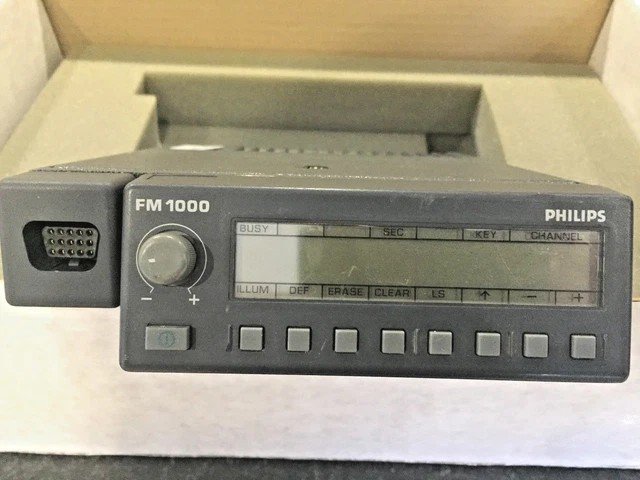 FM 1000
PHILIPS
BUSY SEC KEY CHANNEL
ILLUM DEF ERASE CLEAR LS ↑ − +
− +